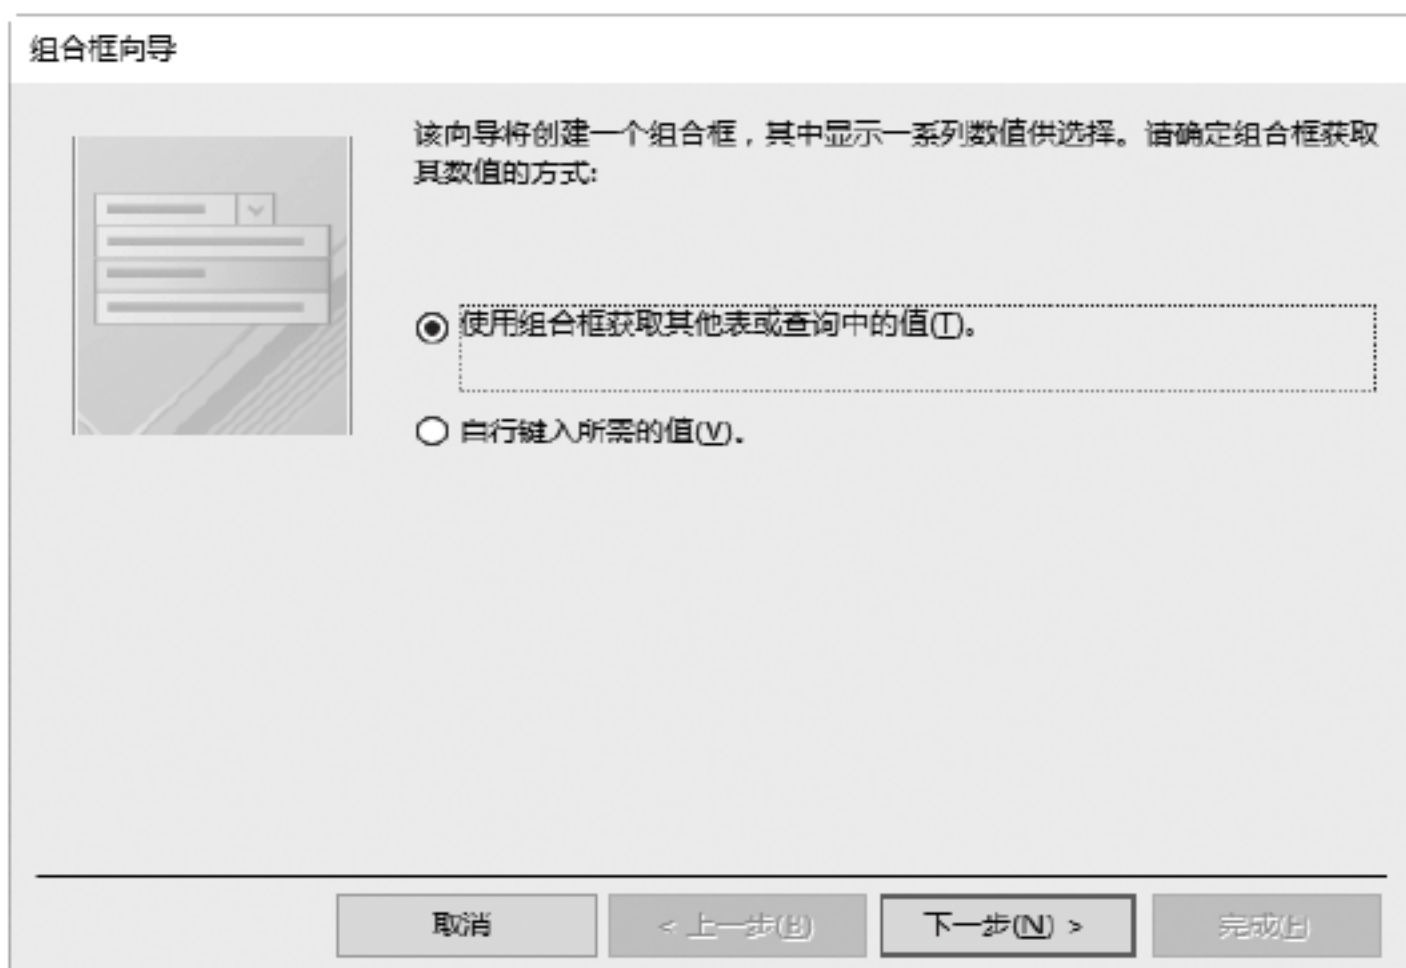 组合框向导
该向导将创建一个组合框，其中显示一系列数值供选择。请确定组合框获取
其数值的方式:
使用组合框获取其他表或查询中的值(T)。
自行键入所需的值(V)。
取消
< 上一步(B)
下一步(N) >
完成(F)